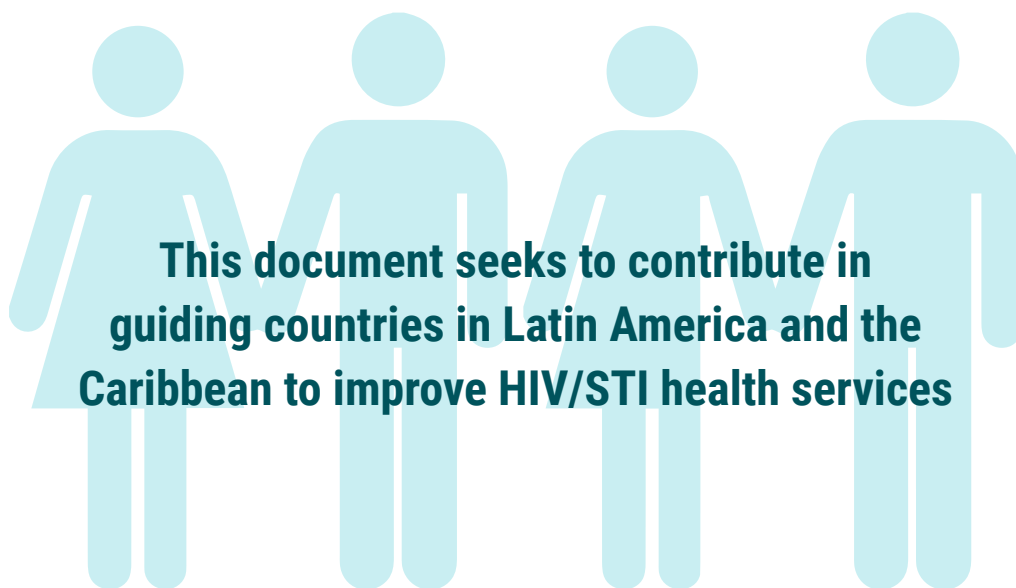 This document seeks to contribute in
guiding countries in Latin America and the
Caribbean to improve HIV/STI health services